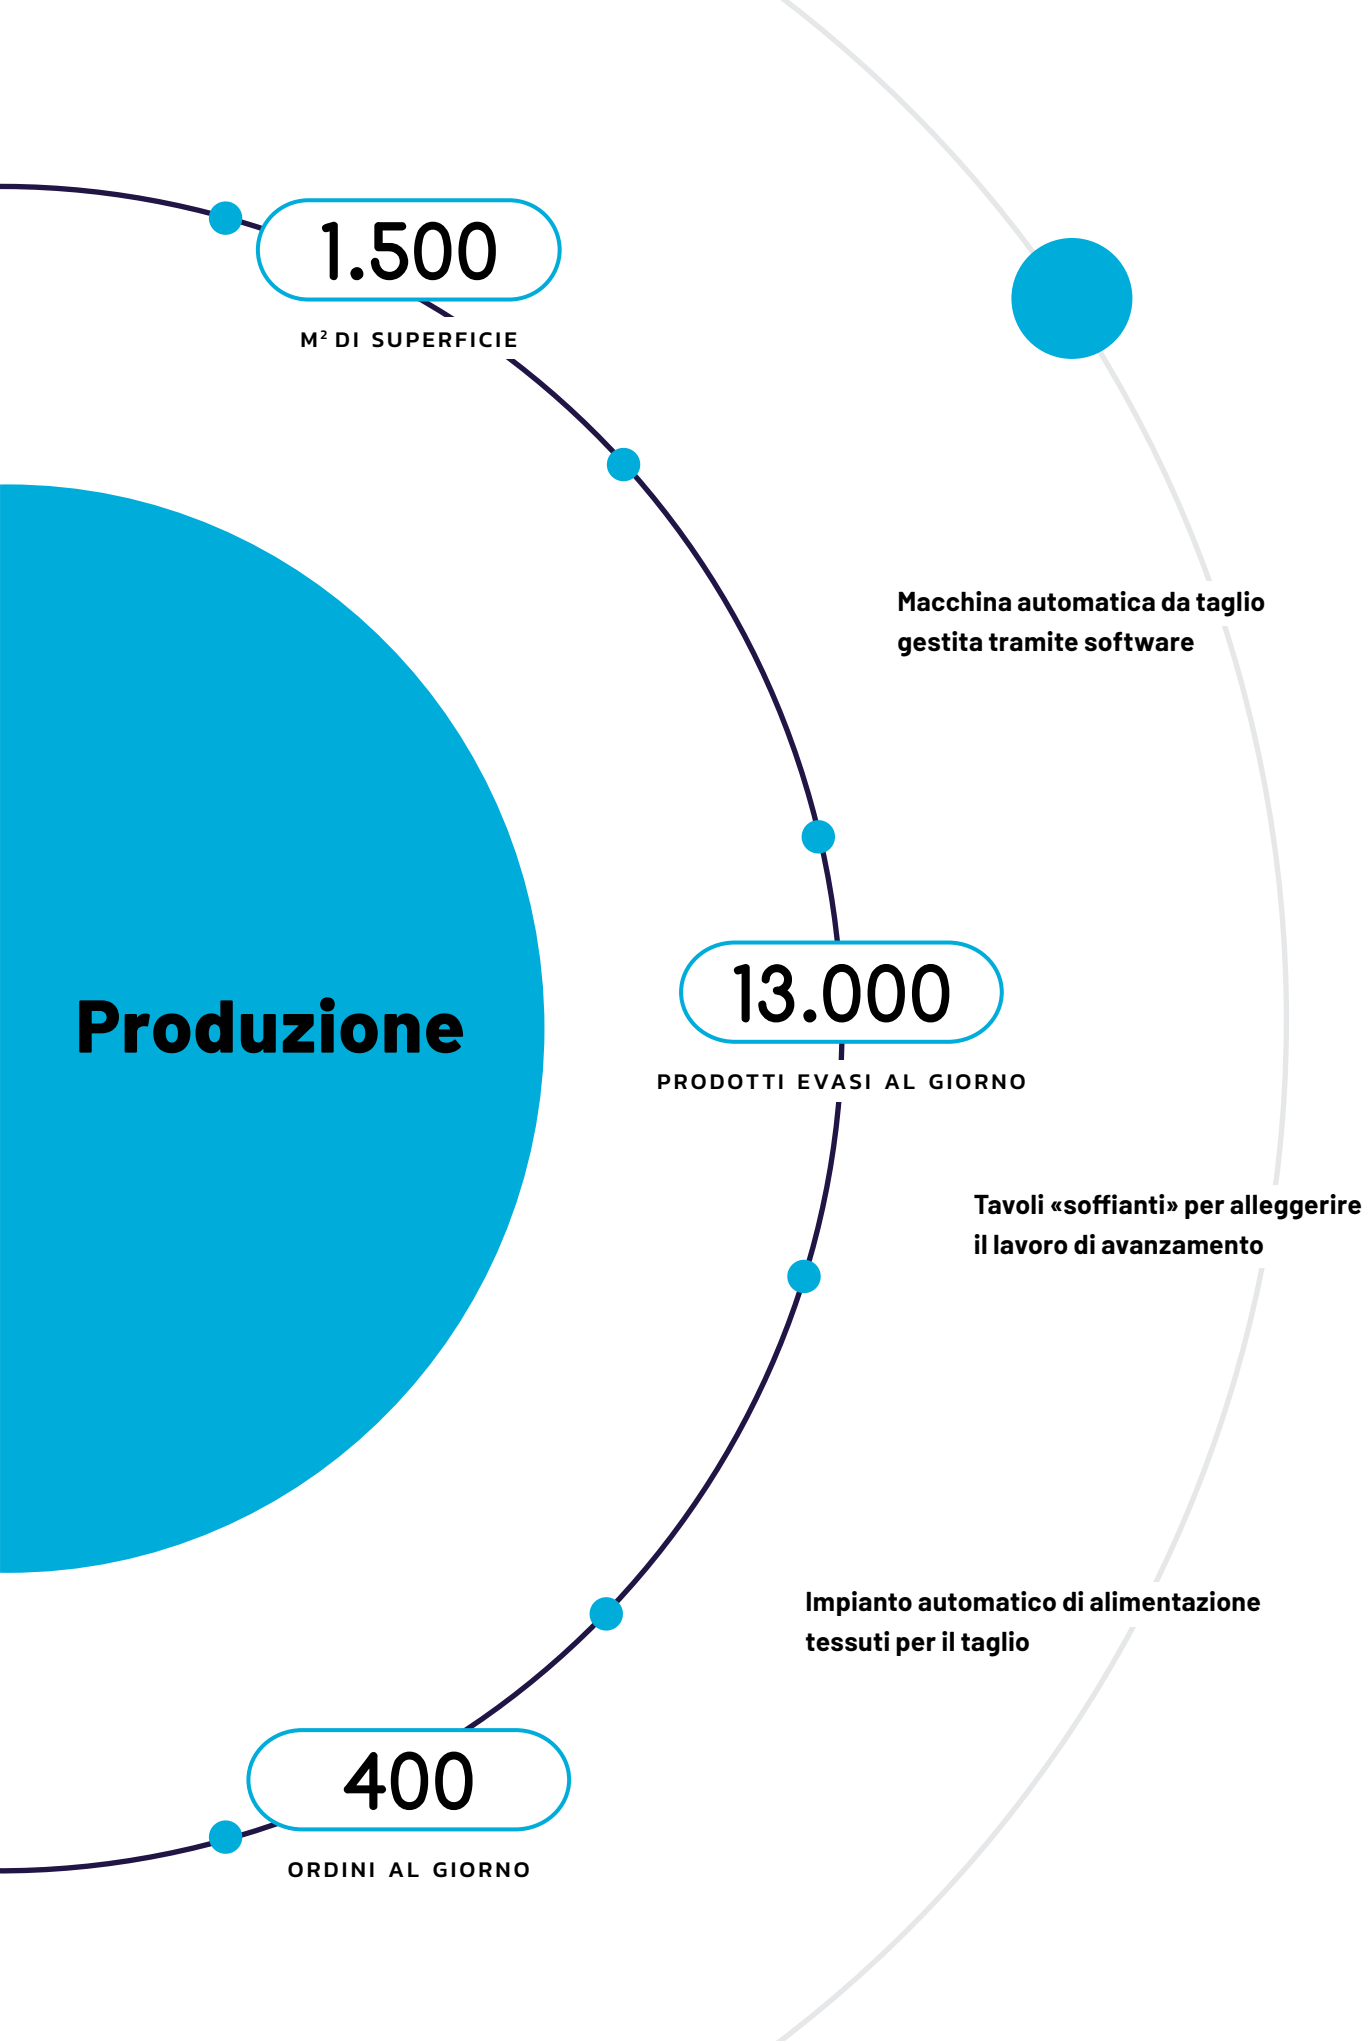 1.500
M² DI SUPERFICIE
Macchina automatica da taglio
gestita tramite software
13.000
Produzione
PRODOTTI EVASI AL GIORNO
Tavoli «soffianti» per alleggerire
il lavoro di avanzamento
Impianto automatico di alimentazione
tessuti per il taglio
400
ORDINI AL GIORNO